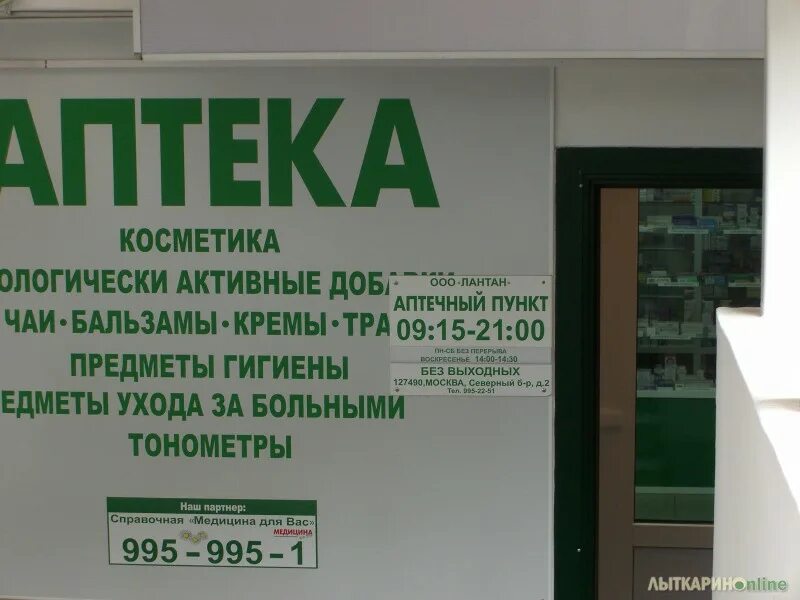 АПТЕКА
КОСМЕТИКА
ОЛОГИЧЕСКИ АКТИВНЫЕ ДОБАВКИ
ЧАИ·БАЛЬЗАМЫ·КРЕМЫ·ТРА
ПРЕДМЕТЫ ГИГИЕНЫ
ЕДМЕТЫ УХОДА ЗА БОЛЬНЫМИ
ТОНОМЕТРЫ
ООО «ЛАНТАН»
АПТЕЧНЫЙ ПУНКТ
09:15-21:00
ПН-СБ БЕЗ ПЕРЕРЫВА
ВОСКРЕСЕНЬЕ 14:00-14:30
БЕЗ ВЫХОДНЫХ
127490, МОСКВА, Северный б-р, д.2
Тел. 995-22-51
Наш партнер:
Справочная «Медицина для Вас»
МЕДИЦИНА
995-995-1
ЛЫТКАРИНОonline